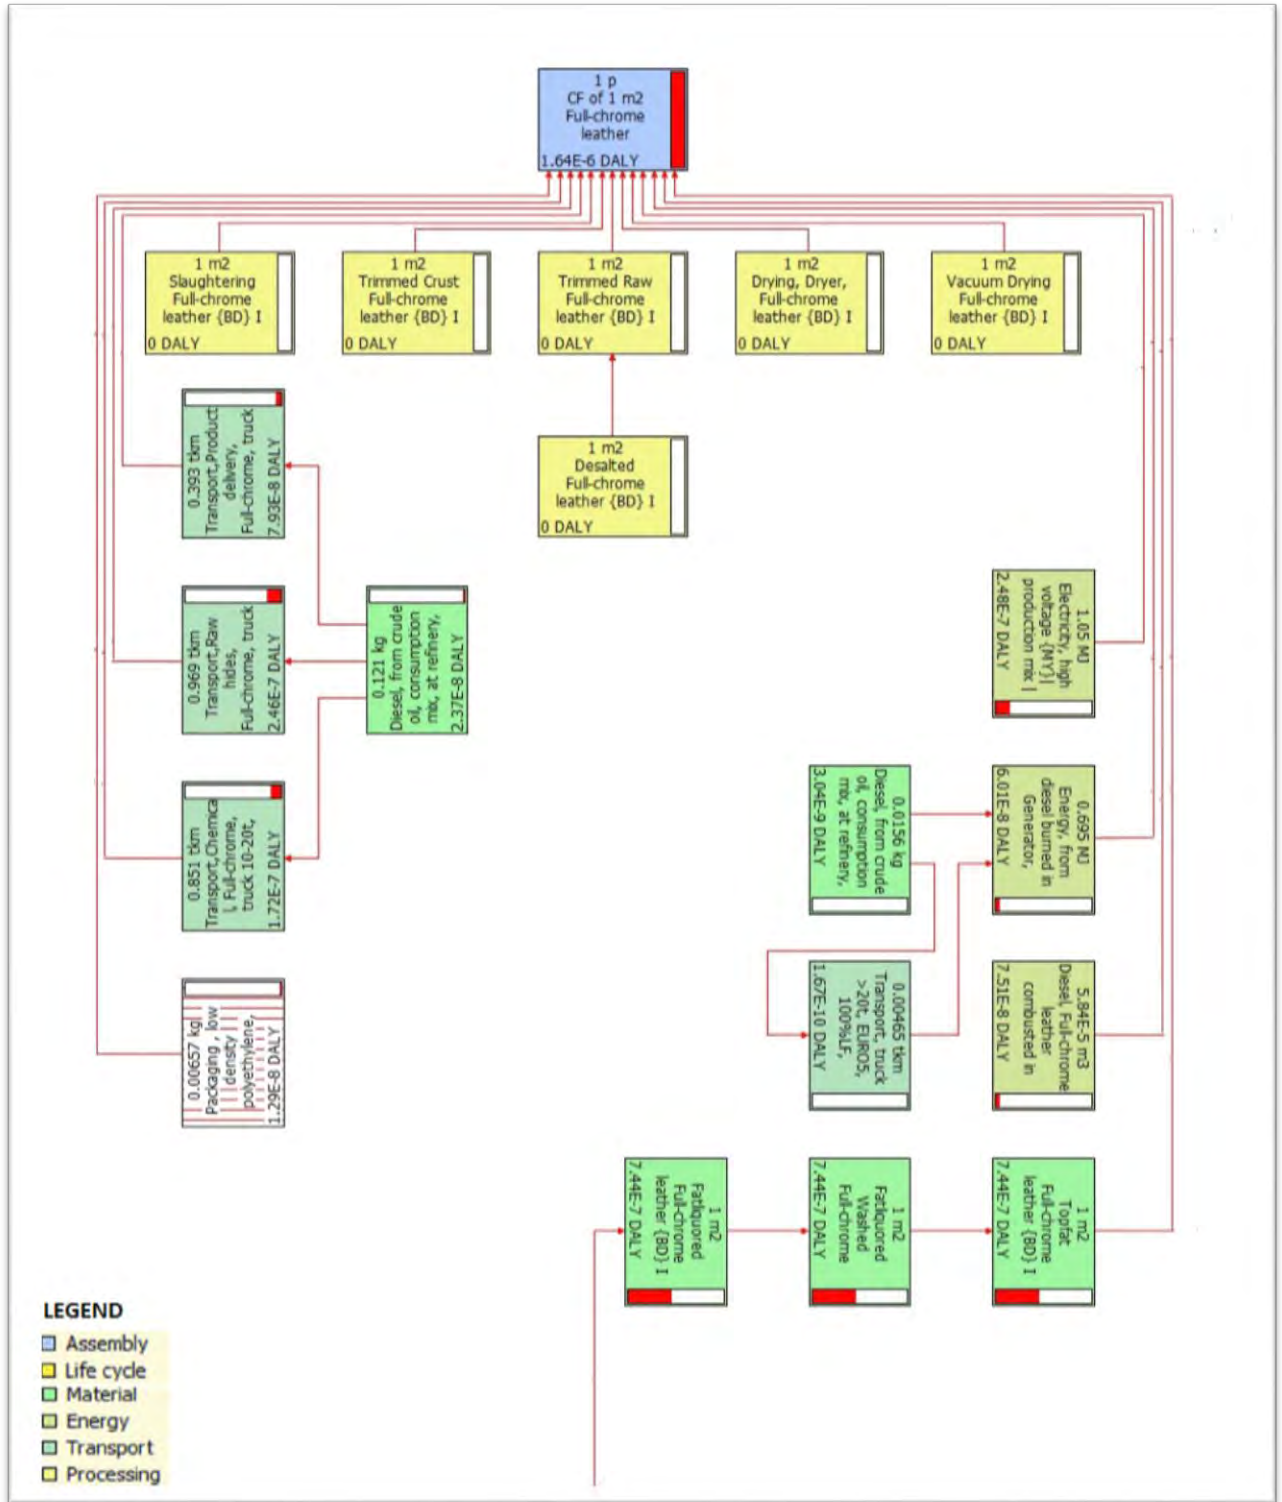 1 p
CF of 1 m2
Full-chrome
leather
1.64E-6 DALY
1 m2
Slaughtering
Full-chrome
leather {BD} I
0 DALY
1 m2
Trimmed Crust
Full-chrome
leather {BD} I
0 DALY
1 m2
Trimmed Raw
Full-chrome
leather {BD} I
0 DALY
1 m2
Drying, Dryer,
Full-chrome
leather {BD} I
0 DALY
1 m2
Vacuum Drying
Full-chrome
leather {BD} I
0 DALY
1 m2
Desalted
Full-chrome
leather {BD} I
0 DALY
0.393 tkm
Transport,Product
delivery,
Full-chrome, truck
7.93E-8 DALY
0.969 tkm
Transport,Raw
hides,
Full-chrome, truck
2.46E-7 DALY
0.121 kg
Diesel, from crude
oil, consumption
mix, at refinery,
2.37E-8 DALY
0.851 tkm
Transport,Chemica
l, Full-chrome,
truck 10-20t,
1.72E-7 DALY
0.00657 kg
Packaging , low
density
polyethylene,
1.29E-8 DALY
1.05 MJ
Electricity, high
voltage {MY}|
production mix |
2.48E-7 DALY
0.0156 kg
Diesel, from crude
oil, consumption
mix, at refinery,
3.04E-9 DALY
0.695 MJ
Energy, from
diesel burned in
Generator,
6.01E-8 DALY
0.00465 tkm
Transport, truck
>20t, EURO5,
100%LF,
1.67E-10 DALY
5.84E-5 m3
Diesel, Full-chrome
leather
combusted in
7.51E-8 DALY
1 m2
Fatliquored
Full-chrome
leather {BD} I
7.44E-7 DALY
1 m2
Fatliquored
Washed
Full-chrome
7.44E-7 DALY
1 m2
Topfat
Full-chrome
leather {BD} I
7.44E-7 DALY
LEGEND
Assembly
Life cycle
Material
Energy
Transport
Processing